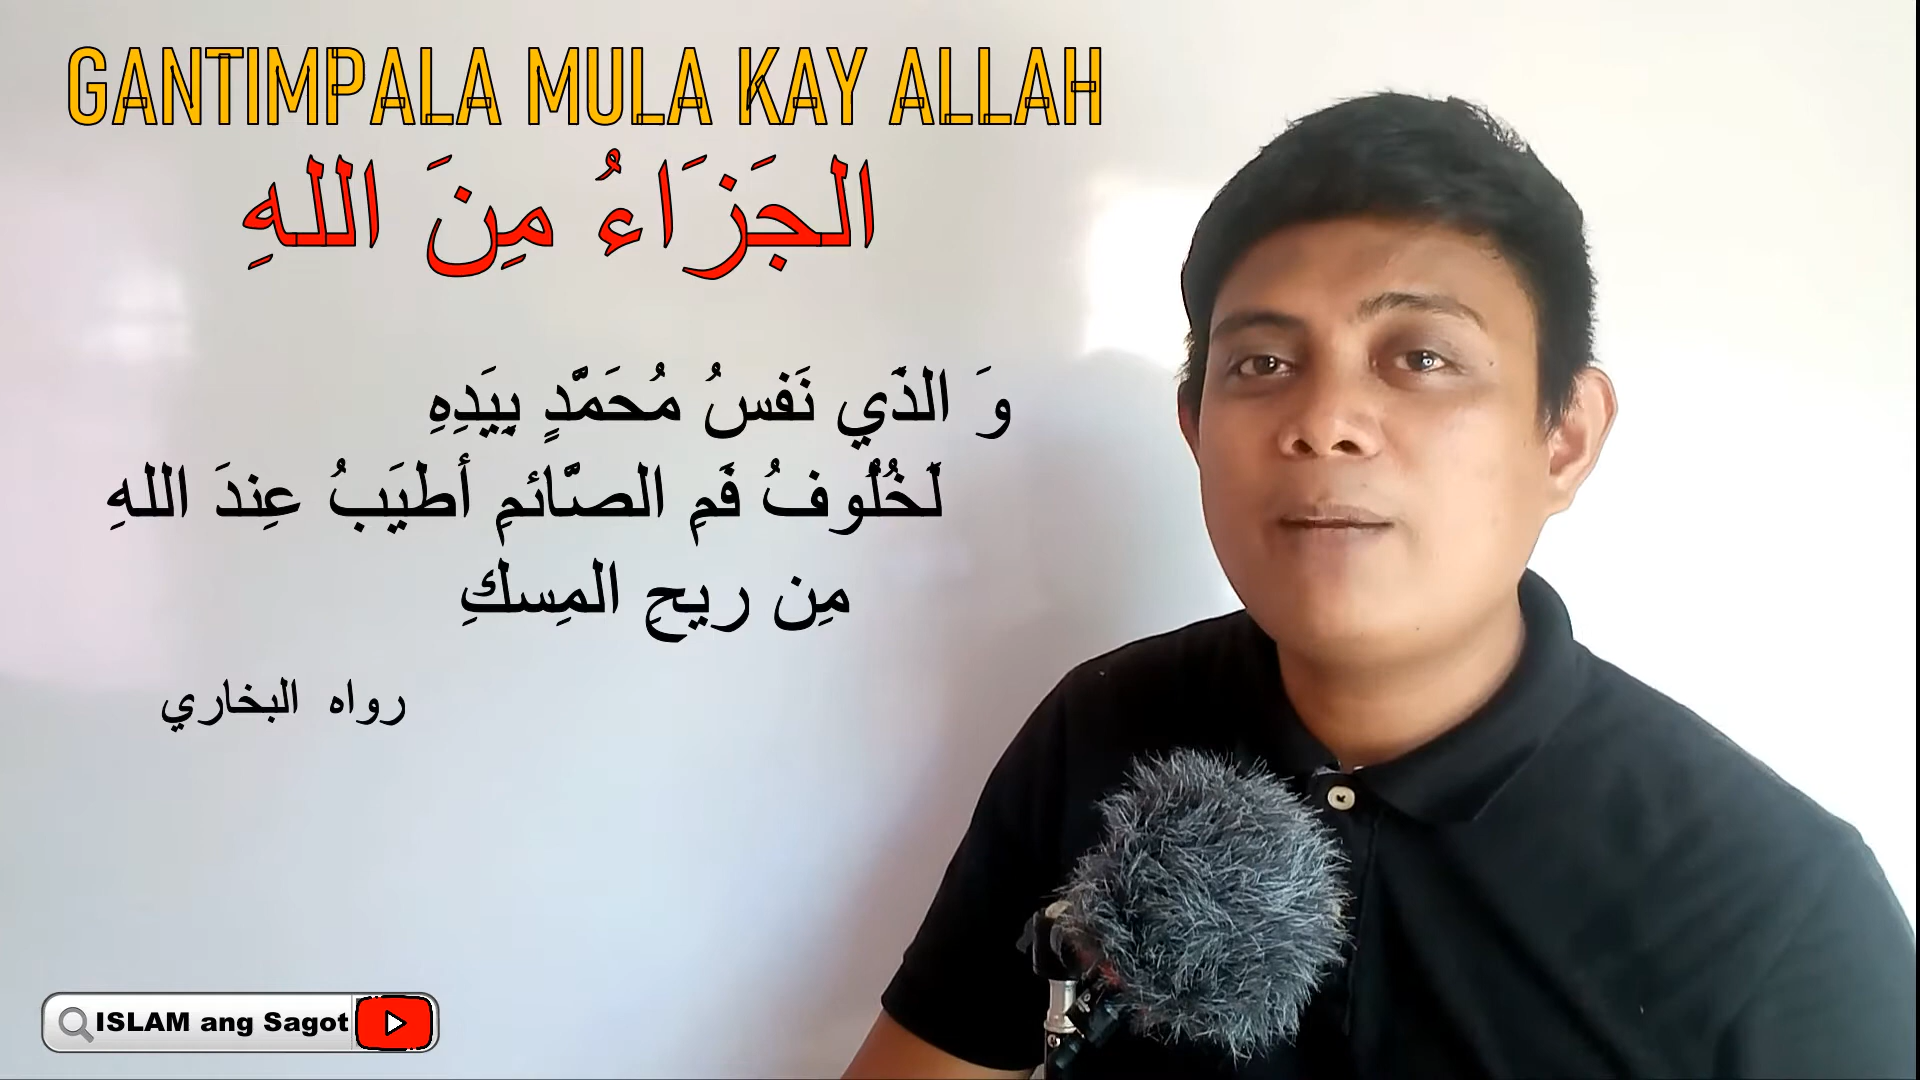 GANTIMPALA MULA KAY ALLAH
الجَزَاءُ مِنَ اللهِ
وَ الذَي نَفسُ مُحَمَّدٍ بِيَدِهِ
لَخُلُوفُ فَمِ الصَّائمِ أطيَبُ عِندَ اللهِ
مِن ريحِ المِسكِ
رواه البخاري
ISLAM ang Sagot